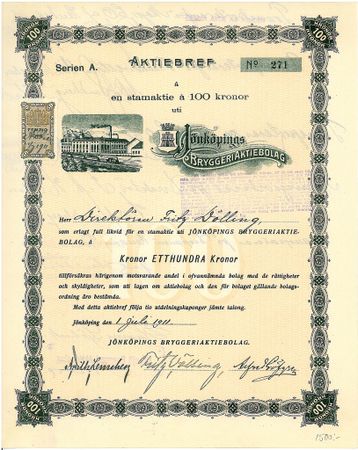 100 100
AKTIEBREF
Serien A.
No 271
å
en stamaktie à 100 kronor
uti
Jönköpings
BRYGGERIAKTIEBOLAG
Herr Direktören Fritz Dölling
som erlagt full likvid för en stamaktie uti JÖNKÖPINGS BRYGGERIAKTIE-
BOLAG, å
Kronor ETTHUNDRA Kronor
tillförsäkras härigenom motsvarande andel i ofvannämnda bolag med de rättigheter
och skyldigheter, som uti lagen om aktiebolag och den för bolaget gällande bolags-
ordning äro bestämda.
Med detta aktiebref följa tio utdelningskuponger jämte talong.
Jönköping den 1 Juli 1911
JÖNKÖPINGS BRYGGERIAKTIEBOLAG.
Fritz Dölling
100 100
1500:-